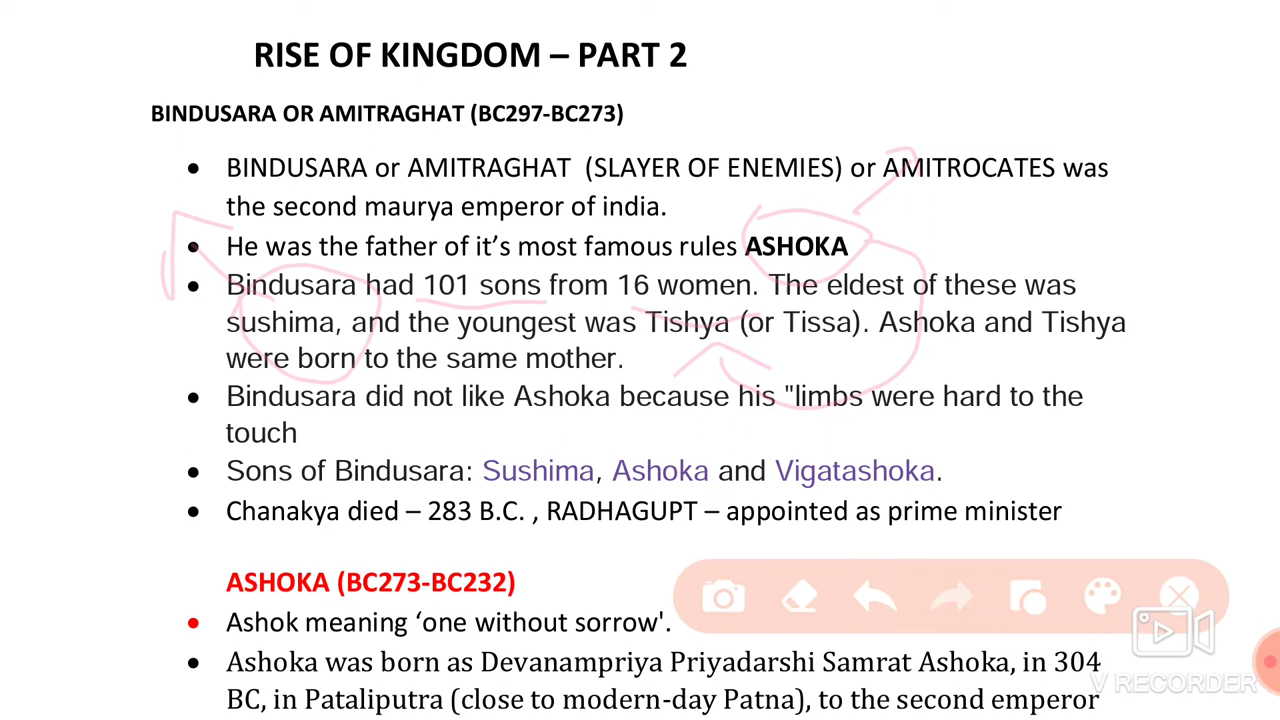 RISE OF KINGDOM – PART 2
BINDUSARA OR AMITRAGHAT (BC297-BC273)
• BINDUSARA or AMITRAGHAT (SLAYER OF ENEMIES) or AMITROCATES was
the second maurya emperor of india.
• He was the father of it's most famous rules ASHOKA
• Bindusara had 101 sons from 16 women. The eldest of these was
sushima, and the youngest was Tishya (or Tissa). Ashoka and Tishya
were born to the same mother.
• Bindusara did not like Ashoka because his "limbs were hard to the
touch
• Sons of Bindusara: Sushima, Ashoka and Vigatashoka.
• Chanakya died – 283 B.C. , RADHAGUPT – appointed as prime minister
ASHOKA (BC273-BC232)
• Ashok meaning ‘one without sorrow'.
• Ashoka was born as Devanampriya Priyadarshi Samrat Ashoka, in 304
BC, in Pataliputra (close to modern-day Patna), to the second emperor
V RECORDER